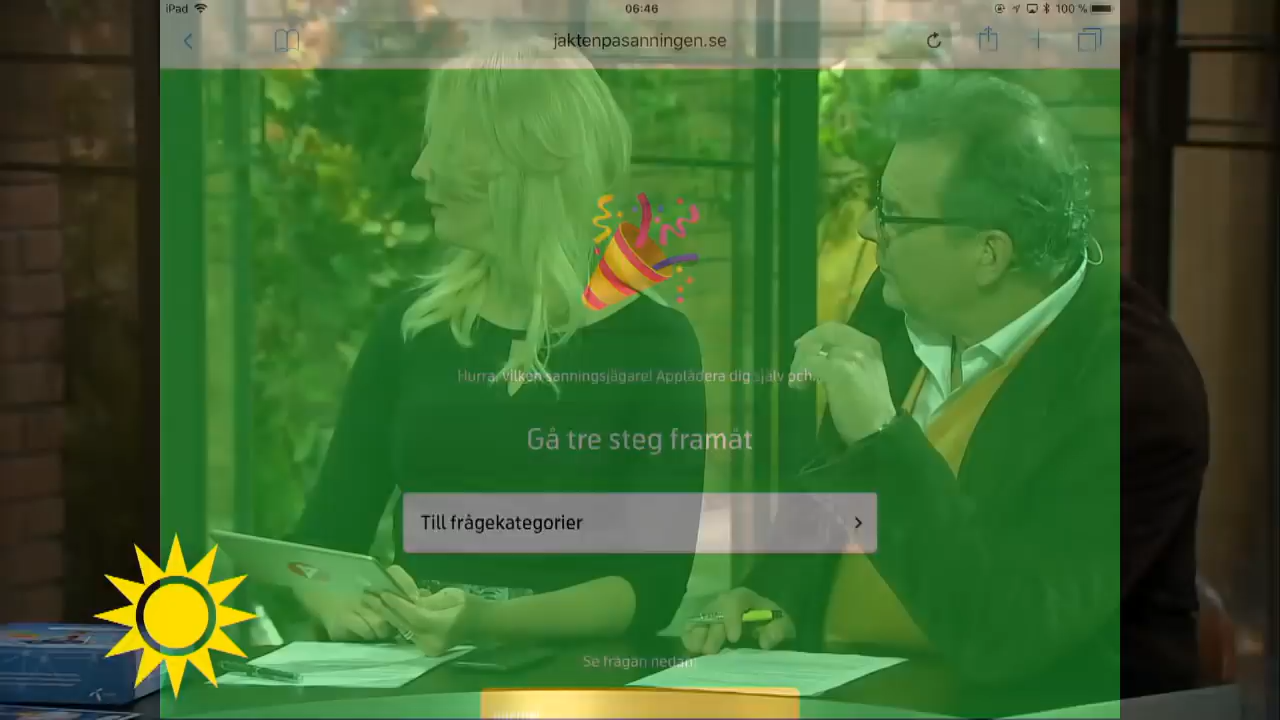 iPad
06:46
100 %
jaktenpasanningen.se
Hurra, vilken sanningsjägare! Applådera dig själv och...
Gå tre steg framåt
Till frågekategorier
Se frågan nedan: